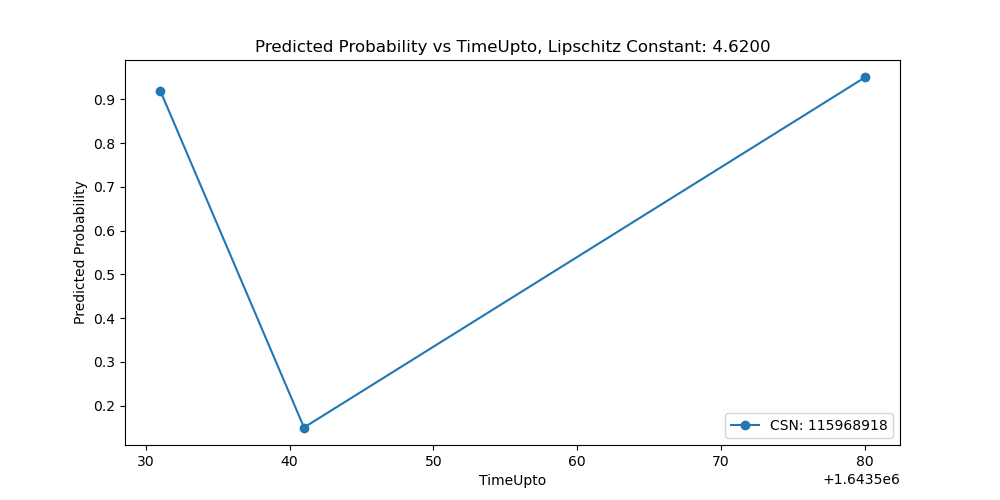 Predicted Probability vs TimeUpto, Lipschitz Constant: 4.6200
Predicted Probability
0.9
0.8
0.7
0.6
0.5
0.4
0.3
0.2
CSN: 115968918
30 40 50 60 70 80
TimeUpto
+1.6435e6